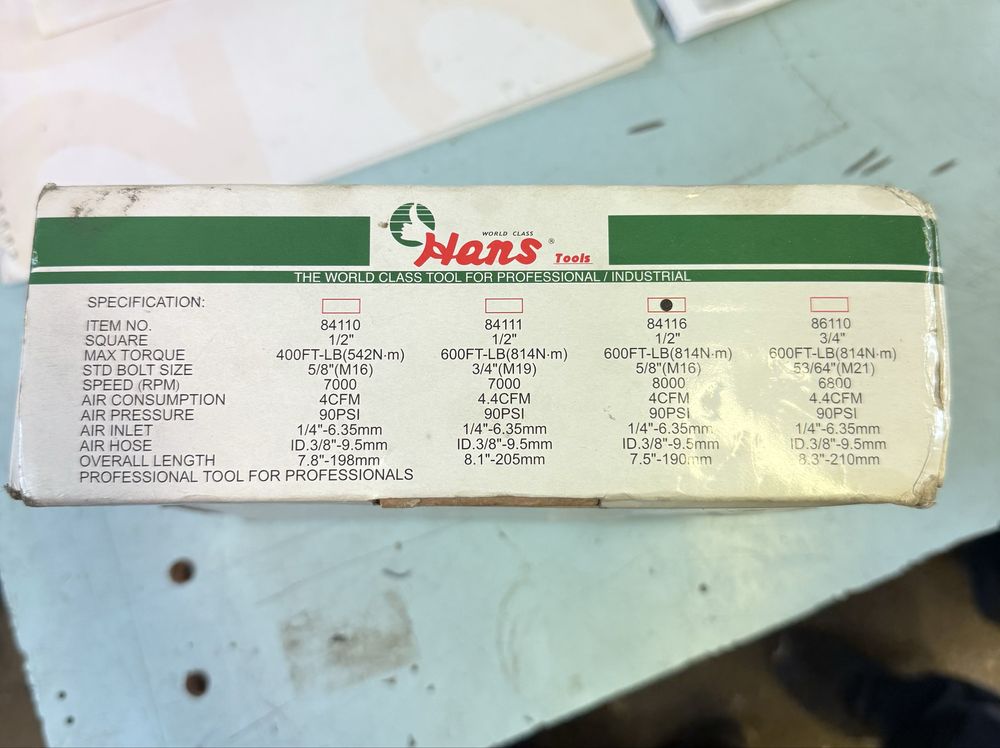 WORLD CLASS
Hans® Tools
THE WORLD CLASS TOOL FOR PROFESSIONAL / INDUSTRIAL
SPECIFICATION:
ITEM NO. 84110 84111 84116 86110
SQUARE 1/2" 1/2" 1/2" 3/4"
MAX TORQUE 400FT-LB(542N·m) 600FT-LB(814N·m) 600FT-LB(814N·m) 600FT-LB(814N·m)
STD BOLT SIZE 5/8"(M16) 3/4"(M19) 5/8"(M16) 53/64"(M21)
SPEED (RPM) 7000 7000 8000 6800
AIR CONSUMPTION 4CFM 4.4CFM 4CFM 4.4CFM
AIR PRESSURE 90PSI 90PSI 90PSI 90PSI
AIR INLET 1/4"-6.35mm 1/4"-6.35mm 1/4"-6.35mm 1/4"-6.35mm
AIR HOSE ID.3/8"-9.5mm ID.3/8"-9.5mm ID.3/8"-9.5mm ID.3/8"-9.5mm
OVERALL LENGTH 7.8"-198mm 8.1"-205mm 7.5"-190mm 8.3"-210mm
PROFESSIONAL TOOL FOR PROFESSIONALS